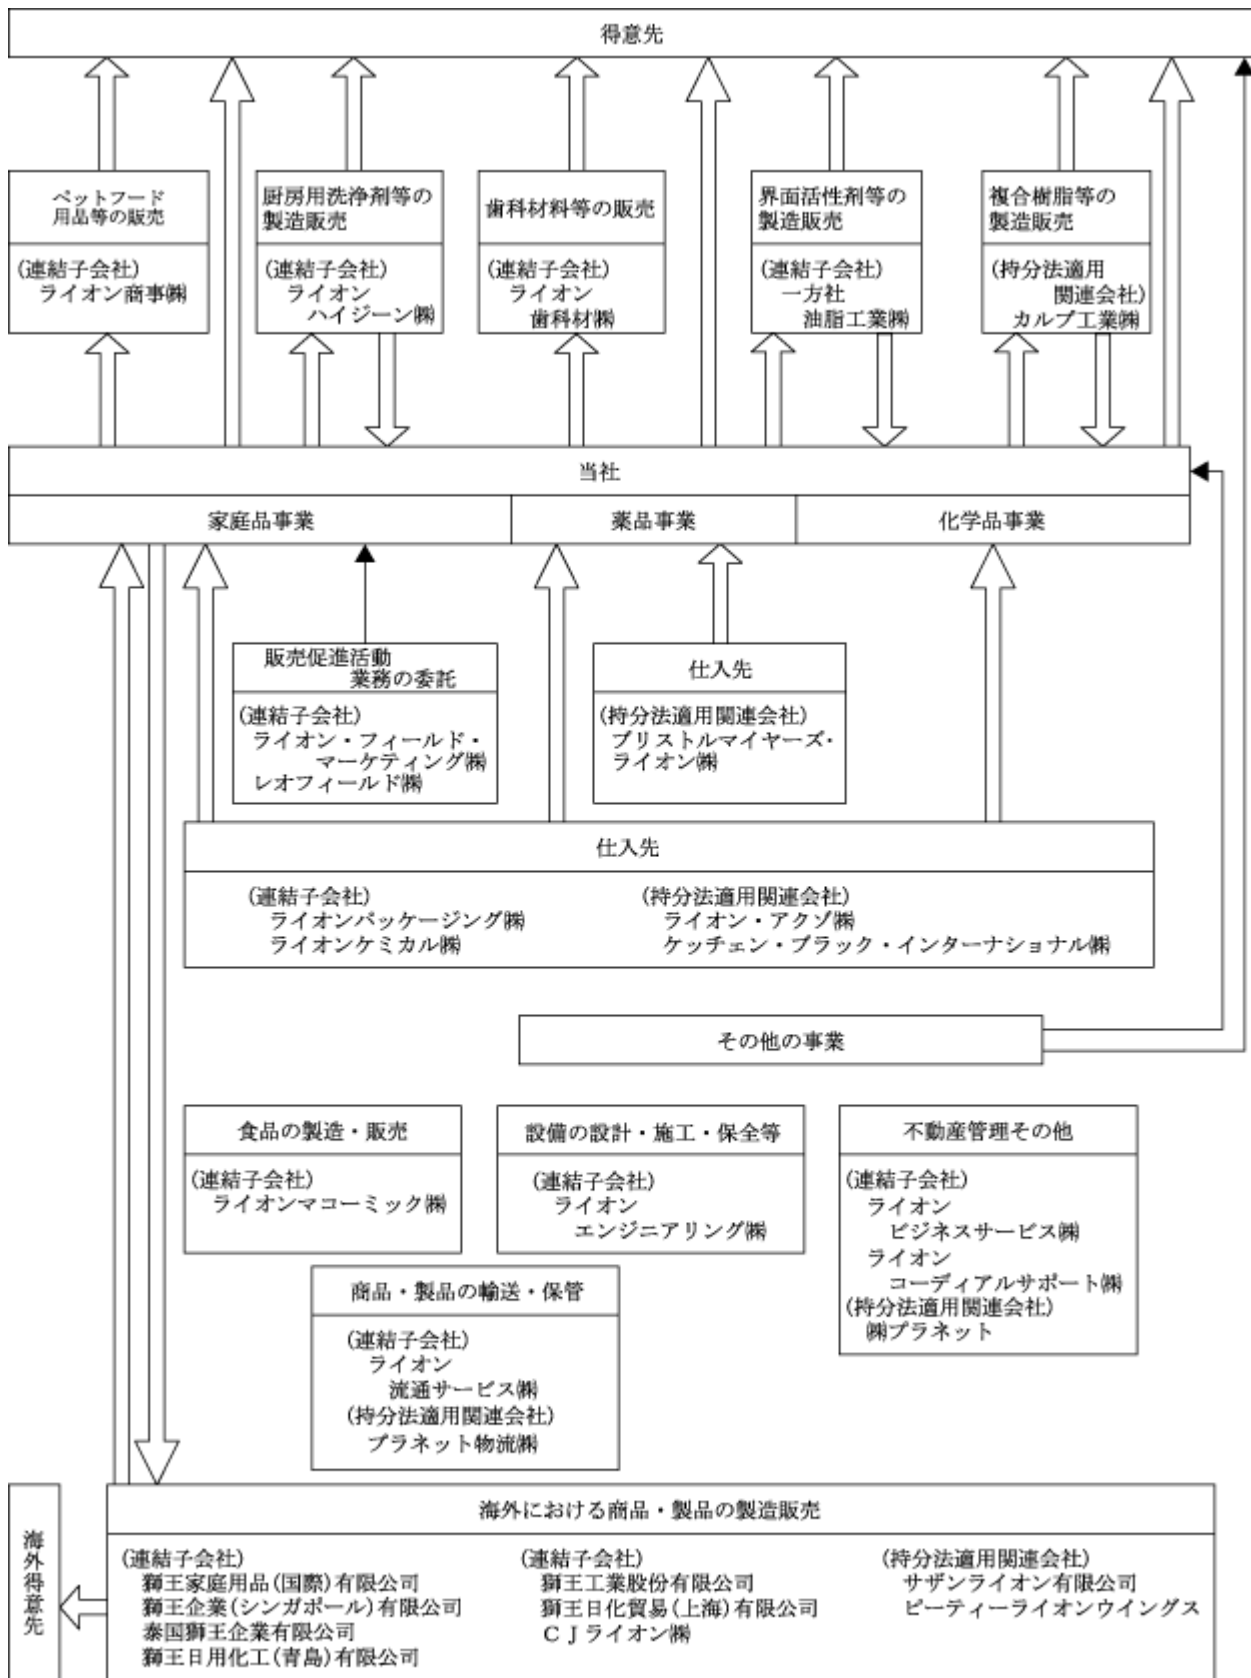 得意先
ペットフード
用品等の販売
(連結子会社)
ライオン商事㈱
厨房用洗浄剤等の
製造販売
(連結子会社)
ライオン
ハイジーン㈱
歯科材料等の販売
(連結子会社)
ライオン
歯科材㈱
界面活性剤等の
製造販売
(連結子会社)
一方社
油脂工業㈱
複合樹脂等の
製造販売
(持分法適用
関連会社)
カルプ工業㈱
当社
家庭品事業
薬品事業
化学品事業
販売促進活動
業務の委託
(連結子会社)
ライオン・フィールド・
マーケティング㈱
レオフィールド㈱
仕入先
(持分法適用関連会社)
ブリストルマイヤーズ・
ライオン㈱
仕入先
(連結子会社)
ライオンパッケージング㈱
ライオンケミカル㈱
(持分法適用関連会社)
ライオン・アクゾ㈱
ケッチェン・ブラック・インターナショナル㈱
その他の事業
食品の製造・販売
(連結子会社)
ライオンマコーミック㈱
設備の設計・施工・保全等
(連結子会社)
ライオン
エンジニアリング㈱
不動産管理その他
(連結子会社)
ライオン
ビジネスサービス㈱
ライオン
コーディアルサポート㈱
(持分法適用関連会社)
㈱プラネット
商品・製品の輸送・保管
(連結子会社)
ライオン
流通サービス㈱
(持分法適用関連会社)
プラネット物流㈱
海外得意先
海外における商品・製品の製造販売
(連結子会社)
獅王家庭用品(国際)有限公司
獅王企業(シンガポール)有限公司
泰国獅王企業有限公司
獅王日用化工(青島)有限公司
(連結子会社)
獅王工業股份有限公司
獅王日化貿易(上海)有限公司
ＣＪライオン㈱
(持分法適用関連会社)
サザンライオン有限公司
ピーティーライオンウイングス